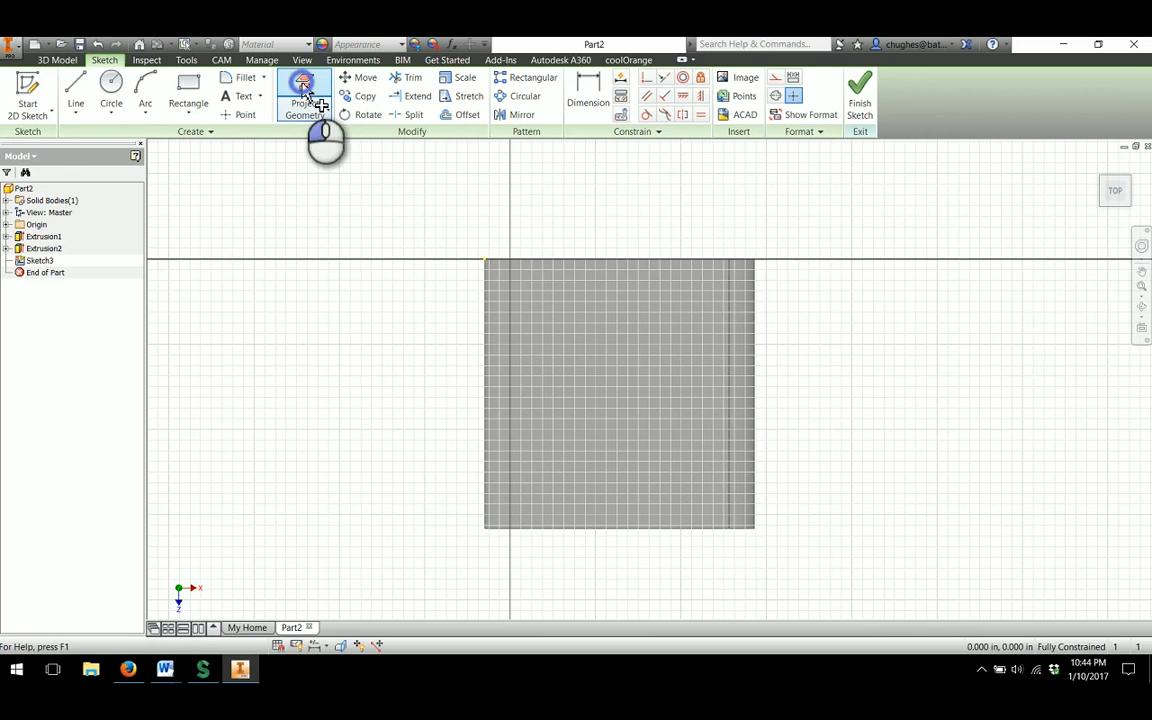 PRO
Material
Appearance
Part2
Search Help & Commands...
chughes@bat...
3D Model Sketch Inspect Tools CAM Manage View Environments BIM Get Started Add-Ins Autodesk A360 coolOrange
Start
2D Sketch
Line
Circle
Arc
Rectangle
Fillet
Text
Point
Geometry
Move
Copy
Rotate
Trim
Extend
Split
Scale
Stretch
Offset
Rectangular
Circular
Mirror
Dimension
Image
Points
ACAD
Show Format
Finish
Sketch
Sketch Create Modify Pattern Constrain Insert Format Exit
Model
Part2
Solid Bodies(1)
View: Master
Origin
Extrusion1
Extrusion2
Sketch3
End of Part
TOP
X
Z
My Home Part2
For Help, press F1
0.000 in, 0.000 in Fully Constrained 1 1
10:44 PM
1/10/2017